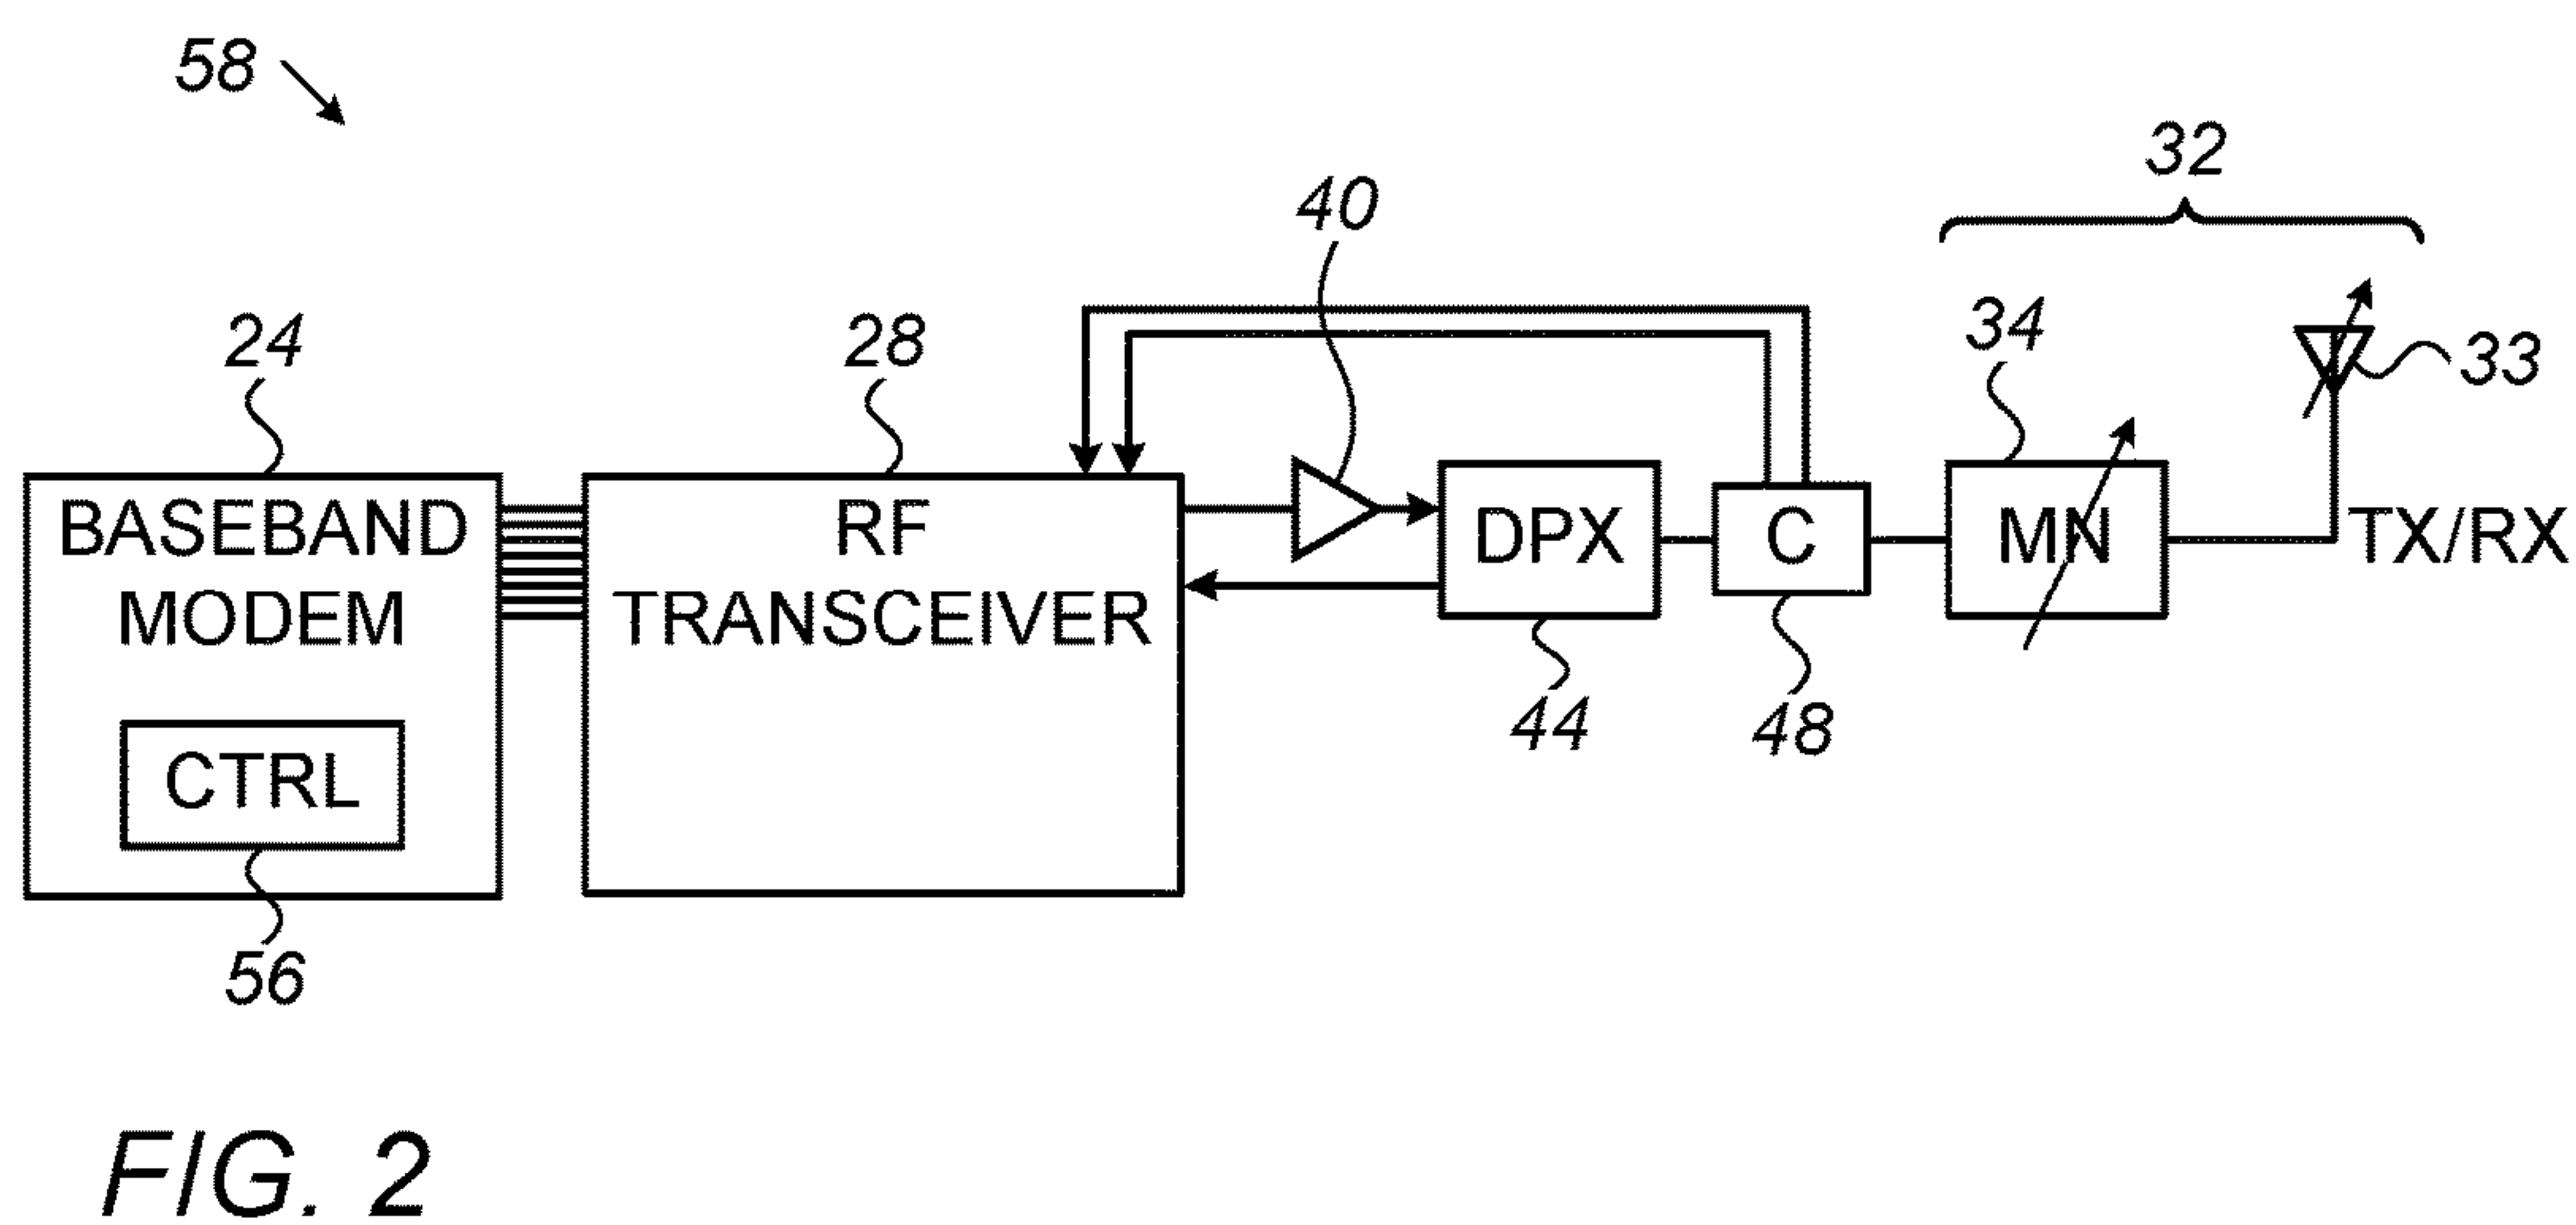 58
32
40
24
28
34
33
BASEBAND
MODEM
RF
TRANSCEIVER
DPX
C
MN
TX/RX
44
48
CTRL
56
FIG. 2